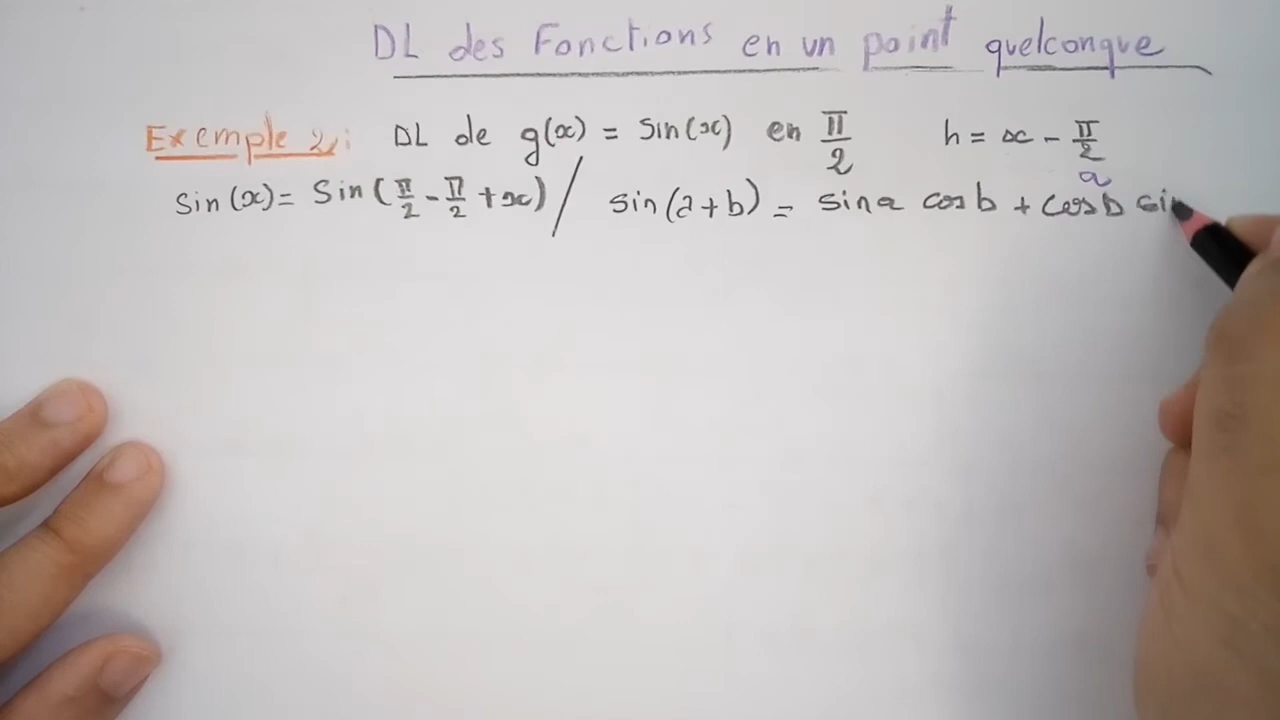 DL des Fonctions en un point quelconque
Exemple 2: DL de g(x) = Sin(x) en π/2 h = x - π/2
a
Sin(x) = Sin(π/2 - π/2 + x) / sin(a+b) = sin a cos b + cos b si